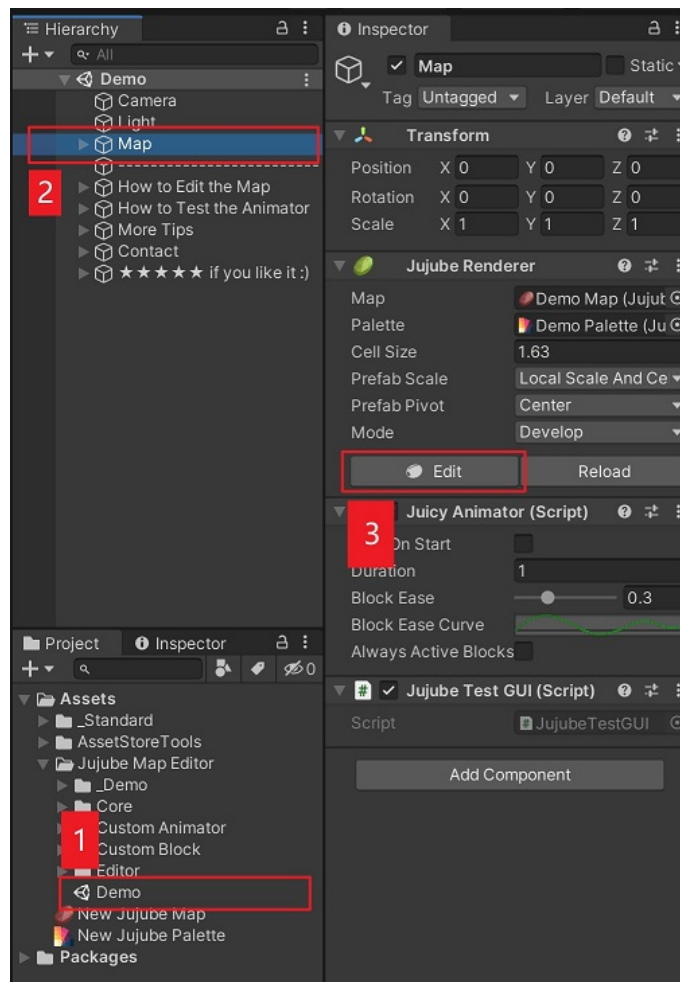 Hierarchy
All
Demo
Camera
Light
Map
2
--------------------------
How to Edit the Map
How to Test the Animator
More Tips
Contact
★★★★★ if you like it :)
Project
Inspector
0
Assets
_Standard
AssetStoreTools
Jujube Map Editor
_Demo
Core
1
Custom Animator
Custom Block
Editor
Demo
New Jujube Map
New Jujube Palette
Packages
Inspector
Map
Static
Tag Untagged Layer Default
Transform
Position X 0 Y 0 Z 0
Rotation X 0 Y 0 Z 0
Scale X 1 Y 1 Z 1
Jujube Renderer
Map Demo Map (Jujub
Palette Demo Palette (Ju
Cell Size 1.63
Prefab Scale Local Scale And Ce
Prefab Pivot Center
Mode Develop
Edit Reload
Juicy Animator (Script)
3
On Start
Duration 1
Block Ease 0.3
Block Ease Curve
Always Active Blocks
# Jujube Test GUI (Script)
Script JujubeTestGUI
Add Component